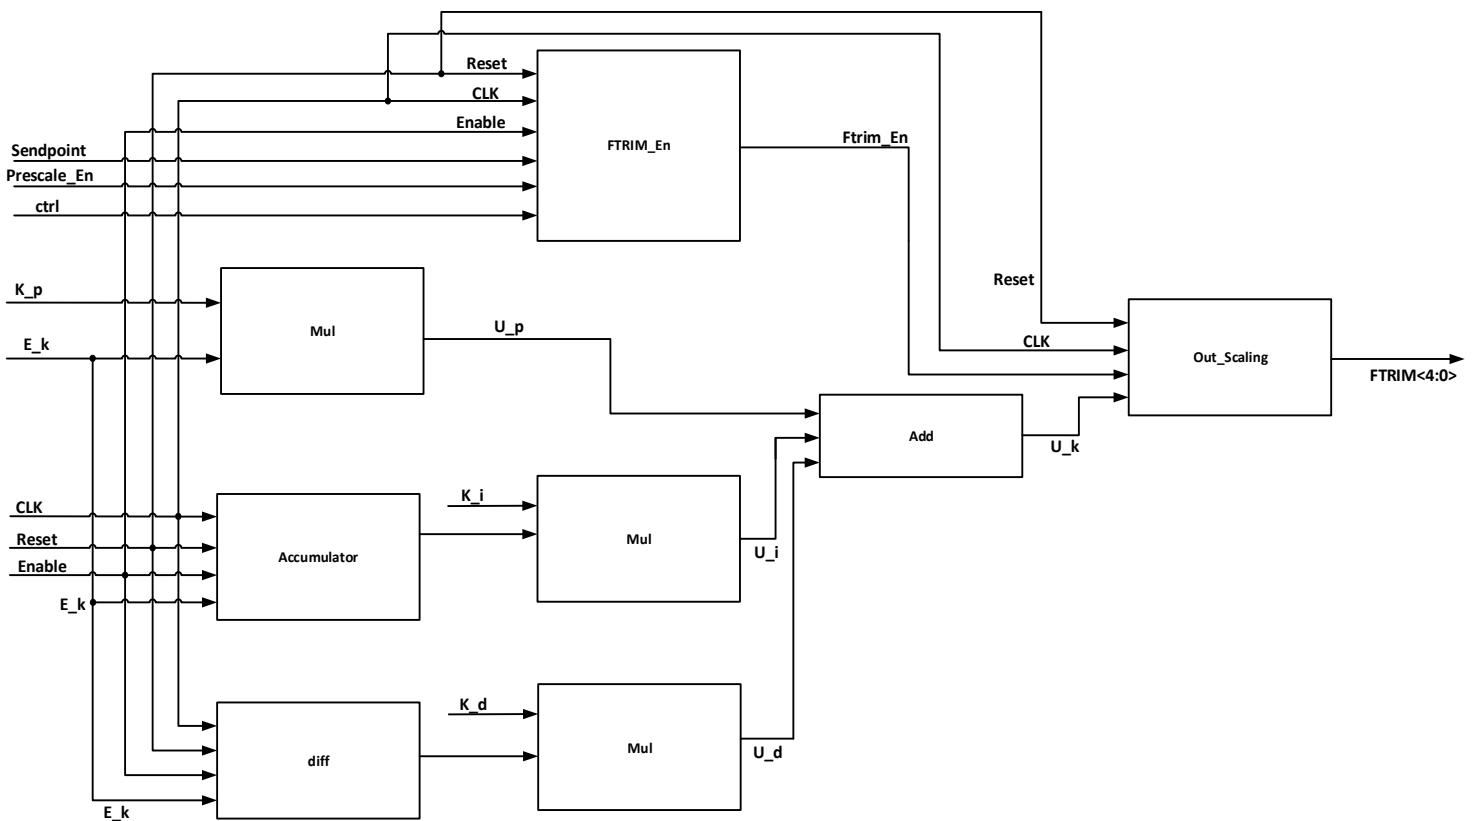 Reset
CLK
Enable
Sendpoint
Prescale_En
ctrl
FTRIM_En
Ftrim_En
K_p
E_k
Mul
U_p
Reset
CLK
Out_Scaling
FTRIM<4:0>
Add
U_k
CLK
Reset
Enable
E_k
Accumulator
K_i
Mul
U_i
K_d
Mul
U_d
diff
E_k